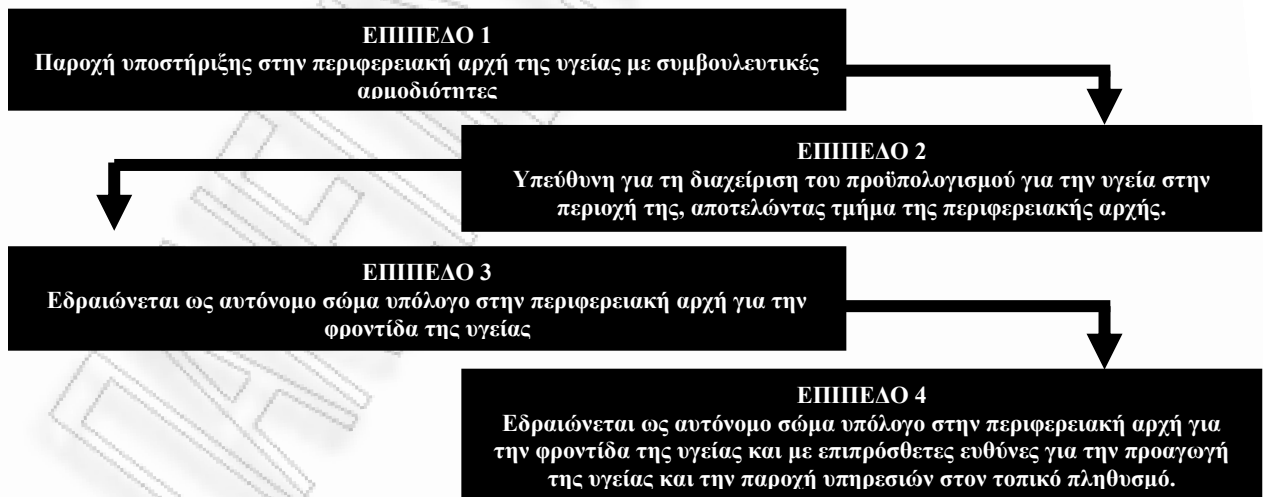 ΕΠΙΠΕΔΟ 1
Παροχή υποστήριξης στην περιφερειακή αρχή της υγείας με συμβουλευτικές
αρμοδιότητες
ΕΠΙΠΕΔΟ 2
Υπεύθυνη για τη διαχείριση του προϋπολογισμού για την υγεία στην
περιοχή της, αποτελώντας τμήμα της περιφερειακής αρχής.
ΕΠΙΠΕΔΟ 3
Εδραιώνεται ως αυτόνομο σώμα υπόλογο στην περιφερειακή αρχή για την
φροντίδα της υγείας
ΕΠΙΠΕΔΟ 4
Εδραιώνεται ως αυτόνομο σώμα υπόλογο στην περιφερειακή αρχή για
την φροντίδα της υγείας και με επιπρόσθετες ευθύνες για την προαγωγή
της υγείας και την παροχή υπηρεσιών στον τοπικό πληθυσμό.